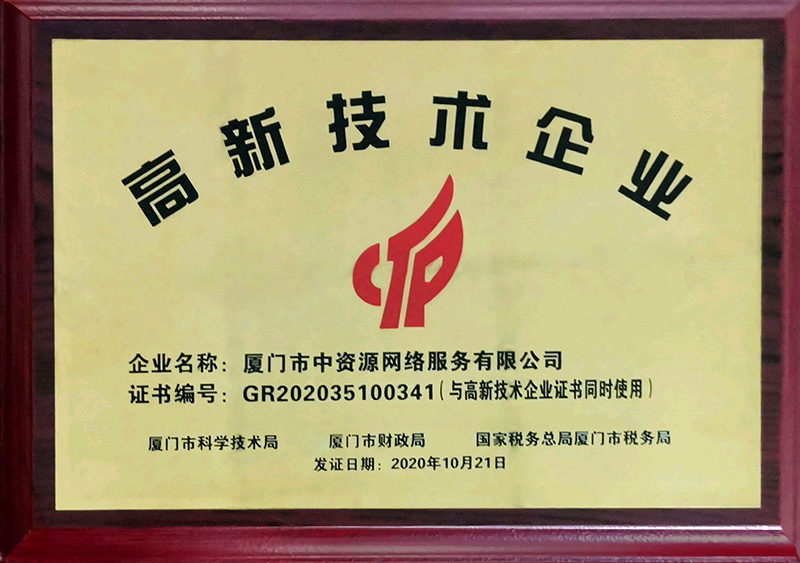 高新技术企业
CTP
企业名称：厦门市中资源网络服务有限公司
证书编号：GR202035100341（与高新技术企业证书同时使用）
厦门市科学技术局 厦门市财政局 国家税务总局厦门市税务局
发证日期：2020年10月21日